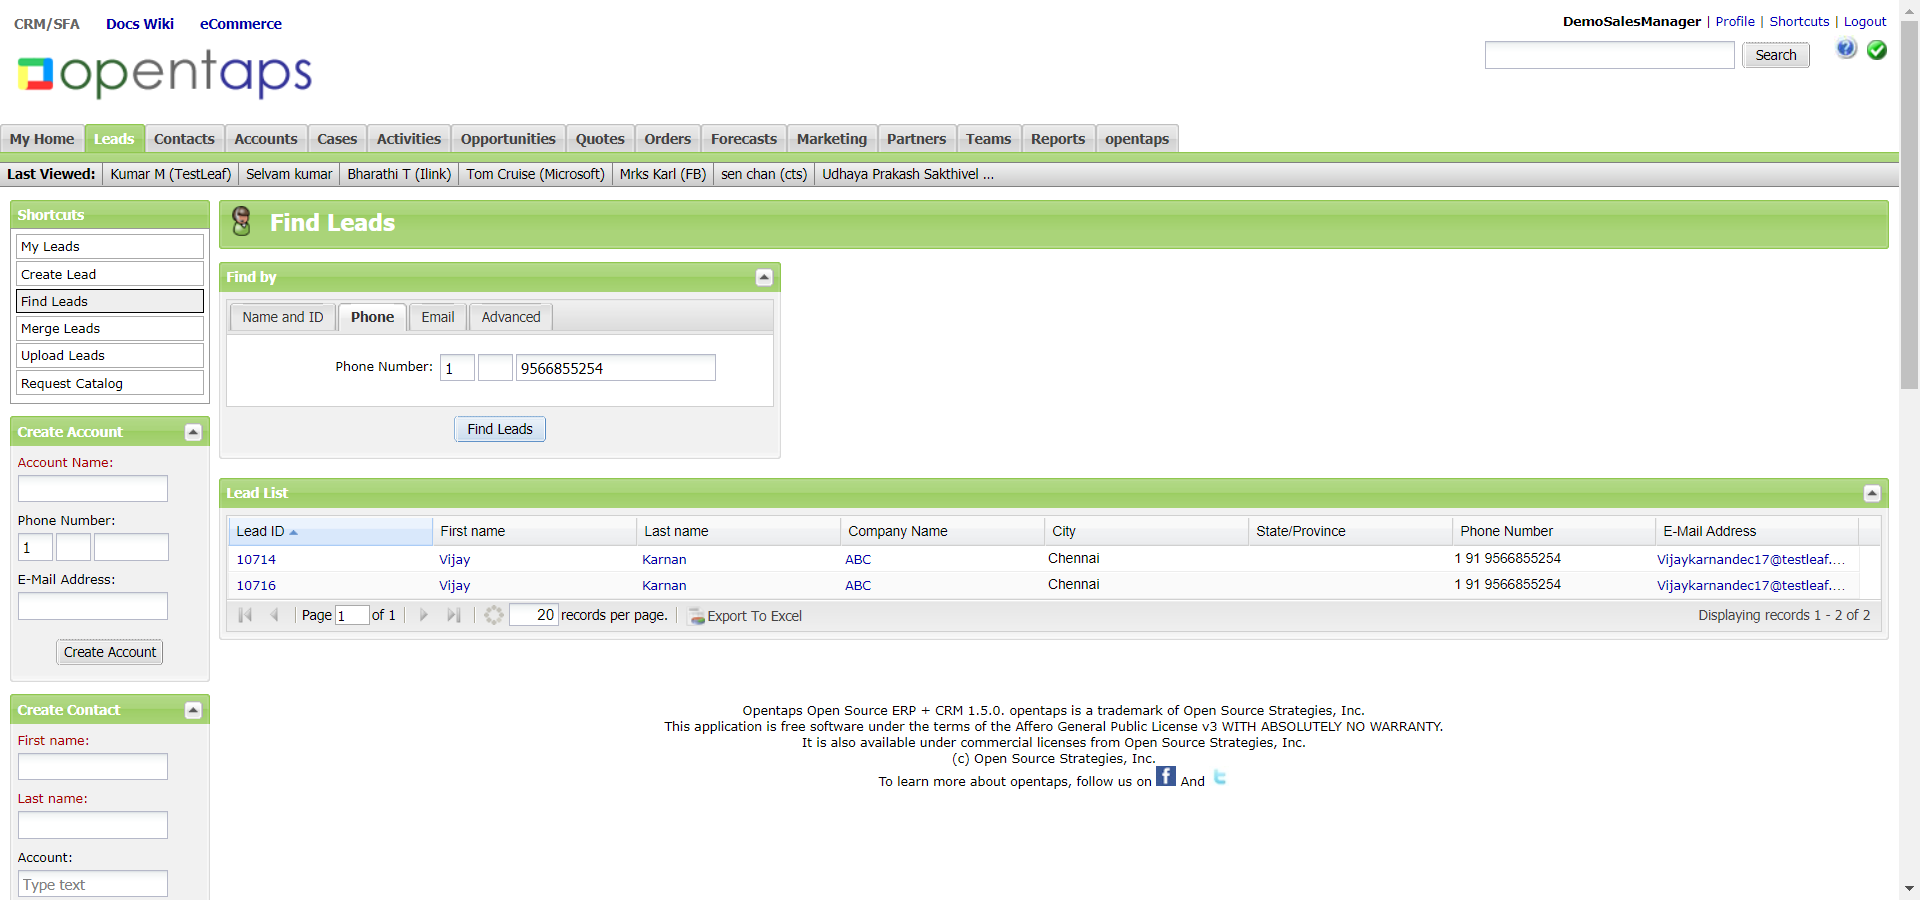 CRM/SFA Docs Wiki eCommerce
DemoSalesManager | Profile | Shortcuts | Logout
opentaps
Search
My Home Leads Contacts Accounts Cases Activities Opportunities Quotes Orders Forecasts Marketing Partners Teams Reports opentaps
Last Viewed: Kumar M (TestLeaf) Selvam kumar Bharathi T (Ilink) Tom Cruise (Microsoft) Mrks Karl (FB) sen chan (cts) Udhaya Prakash Sakthivel ...
Shortcuts
My Leads
Create Lead
Find Leads
Merge Leads
Upload Leads
Request Catalog
Create Account
Account Name:
Phone Number:
1
E-Mail Address:
Create Account
Create Contact
First name:
Last name:
Account:
Type text
Find Leads
Find by
Name and ID Phone Email Advanced
Phone Number: 1 9566855254
Find Leads
Lead List
Lead ID First name Last name Company Name City State/Province Phone Number E-Mail Address
10714 Vijay Karnan ABC Chennai 1 91 9566855254 Vijaykarnandec17@testleaf....
10716 Vijay Karnan ABC Chennai 1 91 9566855254 Vijaykarnandec17@testleaf....
Page 1 of 1 20 records per page. Export To Excel Displaying records 1 - 2 of 2
Opentaps Open Source ERP + CRM 1.5.0. opentaps is a trademark of Open Source Strategies, Inc.
This application is free software under the terms of the Affero General Public License v3 WITH ABSOLUTELY NO WARRANTY.
It is also available under commercial licenses from Open Source Strategies, Inc.
(c) Open Source Strategies, Inc.
To learn more about opentaps, follow us on f And t